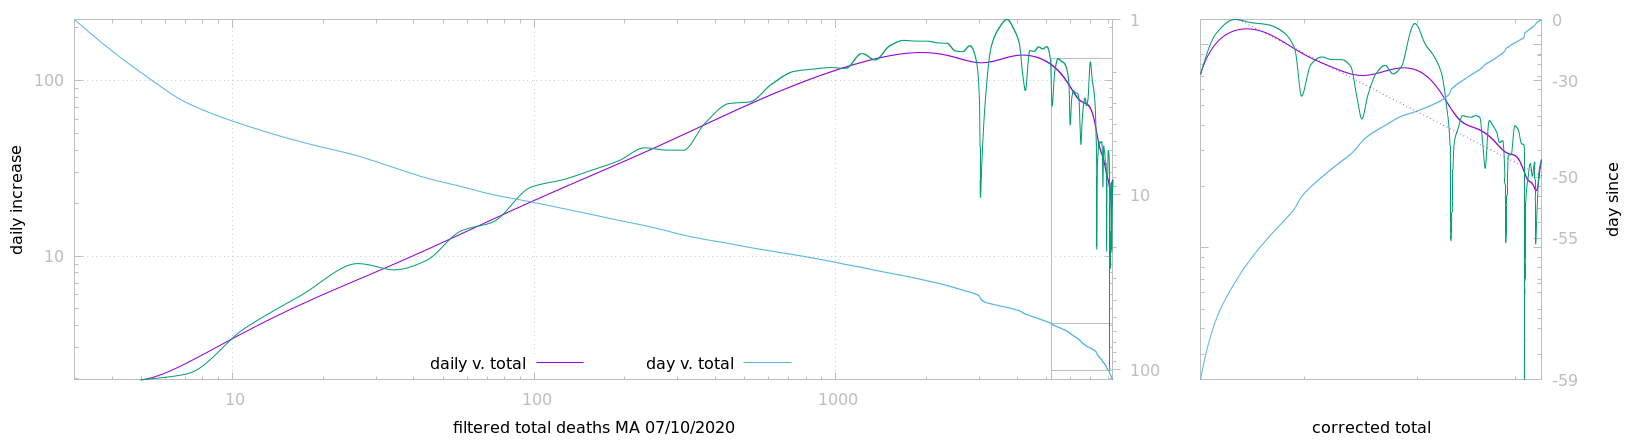 daily increase
100
10
10
100
1000
filtered total deaths MA 07/10/2020
daily v. total
day v. total
1
10
100
0
-30
-50
-55
-59
day since
corrected total